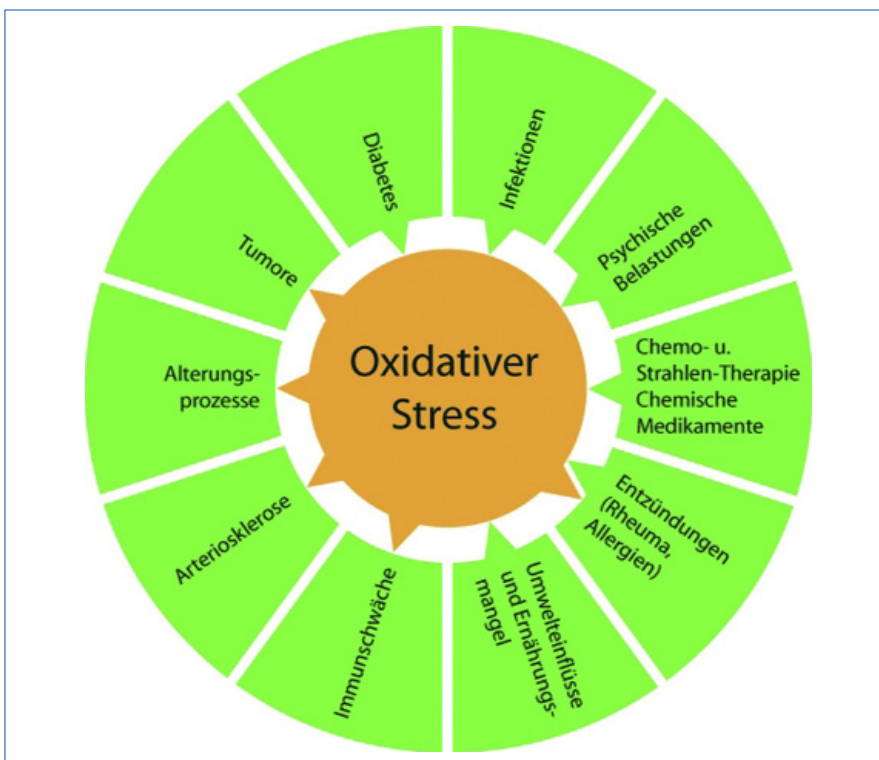 Oxidativer
Stress
Infektionen
Psychische
Belastungen
Chemo- u.
Strahlen-Therapie
Chemische
Medikamente
Entzündungen
(Rheuma,
Allergien)
Umwelteinflüsse
und Ernährungs-
mangel
Immunschwäche
Arteriosklerose
Alterungs-
prozesse
Tumore
Diabetes